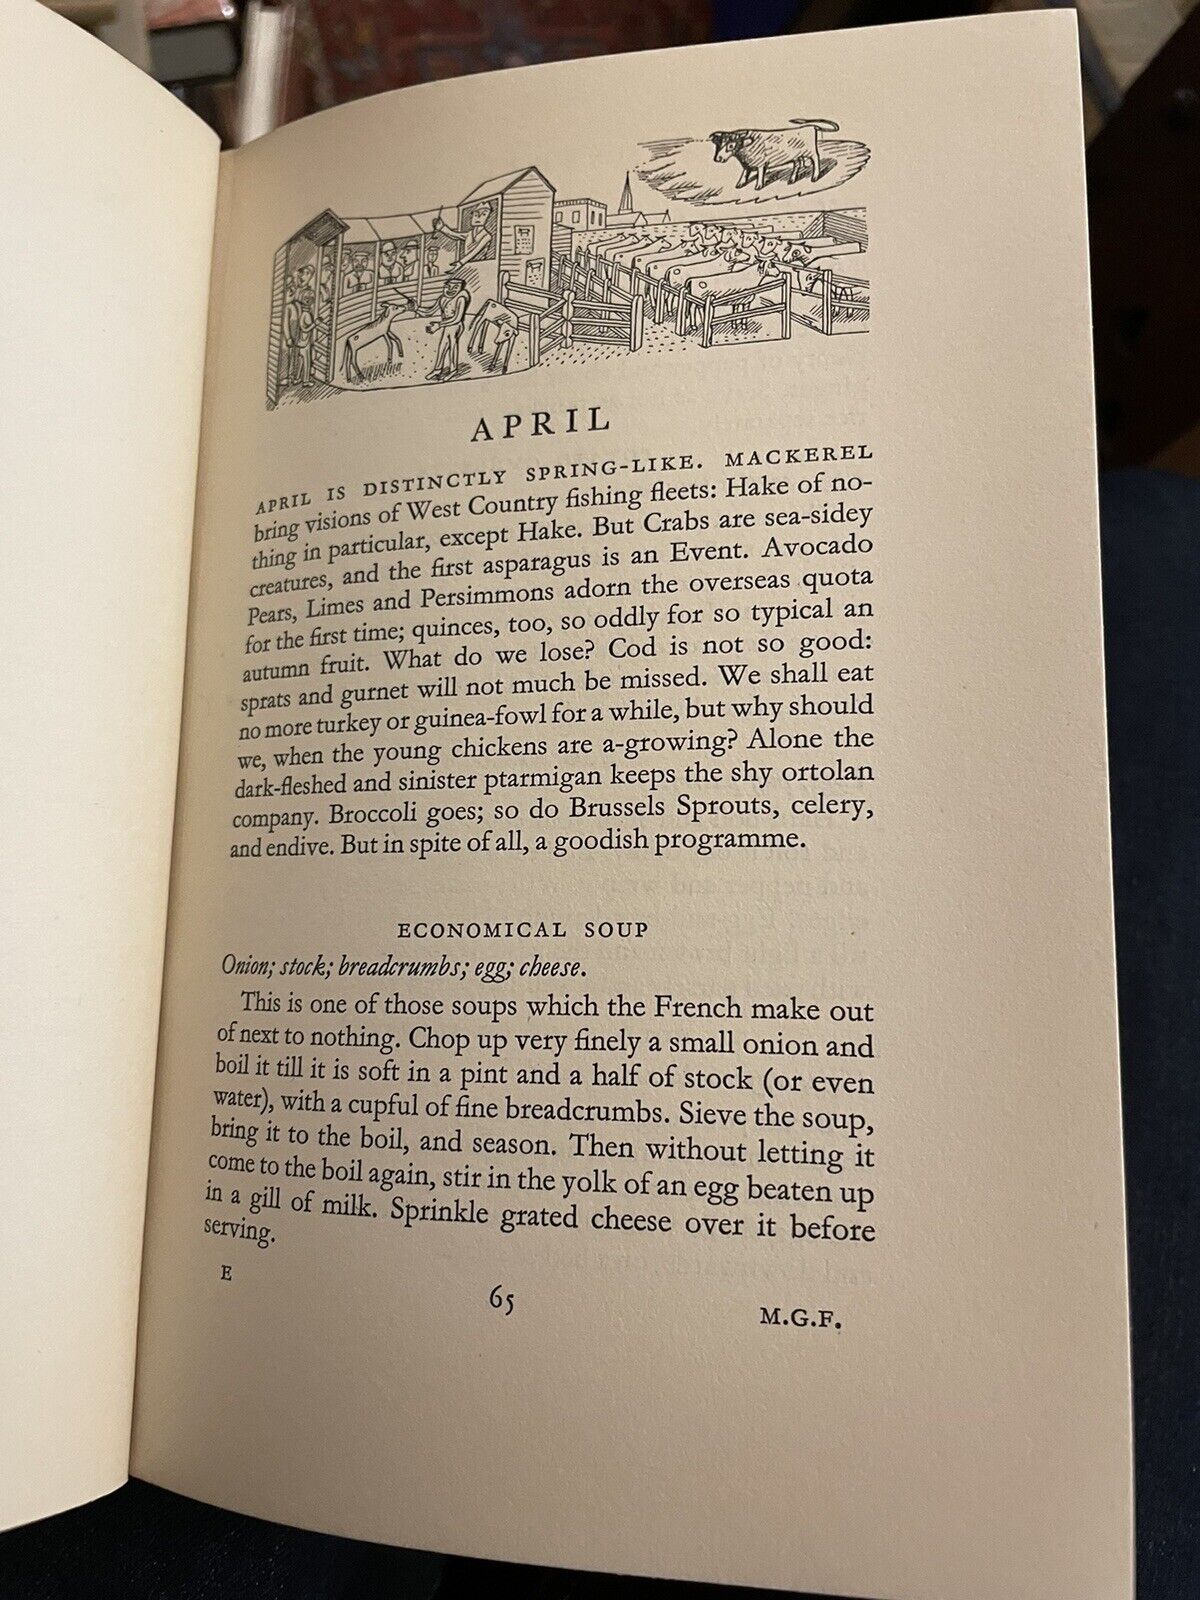 APRIL
APRIL IS DISTINCTLY SPRING-LIKE. MACKEREL
bring visions of West Country fishing fleets: Hake of no-
thing in particular, except Hake. But Crabs are sea-sidey
creatures, and the first asparagus is an Event. Avocado
Pears, Limes and Persimmons adorn the overseas quota
for the first time; quinces, too, so oddly for so typical an
autumn fruit. What do we lose? Cod is not so good:
sprats and gurnet will not much be missed. We shall eat
no more turkey or guinea-fowl for a while, but why should
we, when the young chickens are a-growing? Alone the
dark-fleshed and sinister ptarmigan keeps the shy ortolan
company. Broccoli goes; so do Brussels Sprouts, celery,
and endive. But in spite of all, a goodish programme.
ECONOMICAL SOUP
Onion; stock; breadcrumbs; egg; cheese.
This is one of those soups which the French make out
of next to nothing. Chop up very finely a small onion and
boil it till it is soft in a pint and a half of stock (or even
water), with a cupful of fine breadcrumbs. Sieve the soup,
bring it to the boil, and season. Then without letting it
come to the boil again, stir in the yolk of an egg beaten up
in a gill of milk. Sprinkle grated cheese over it before
serving.
E
65
M.G.F.